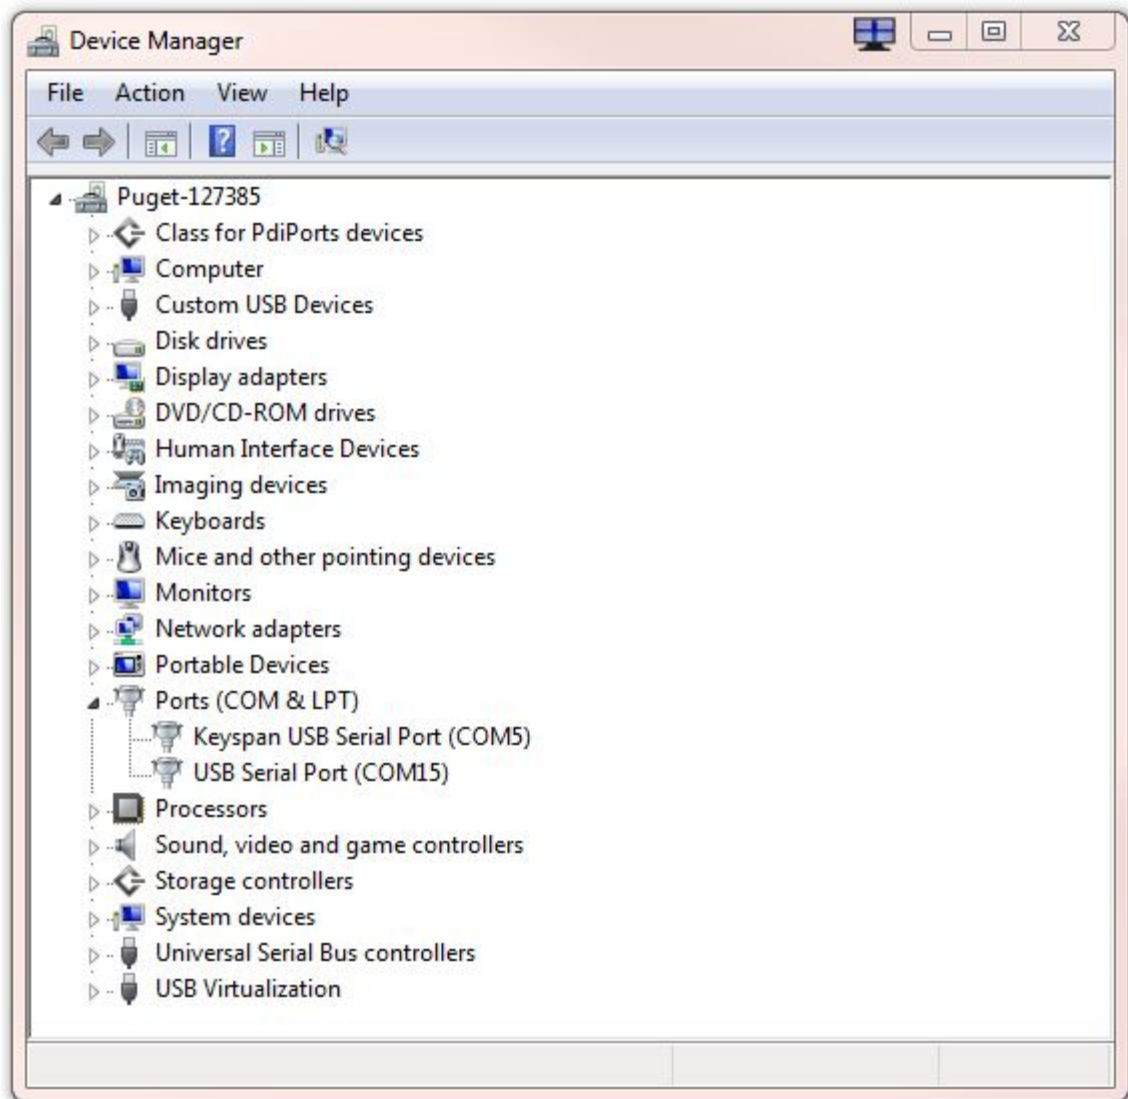 Device Manager
File Action View Help
Puget-127385
Class for PdiPorts devices
Computer
Custom USB Devices
Disk drives
Display adapters
DVD/CD-ROM drives
Human Interface Devices
Imaging devices
Keyboards
Mice and other pointing devices
Monitors
Network adapters
Portable Devices
Ports (COM & LPT)
Keyspan USB Serial Port (COM5)
USB Serial Port (COM15)
Processors
Sound, video and game controllers
Storage controllers
System devices
Universal Serial Bus controllers
USB Virtualization